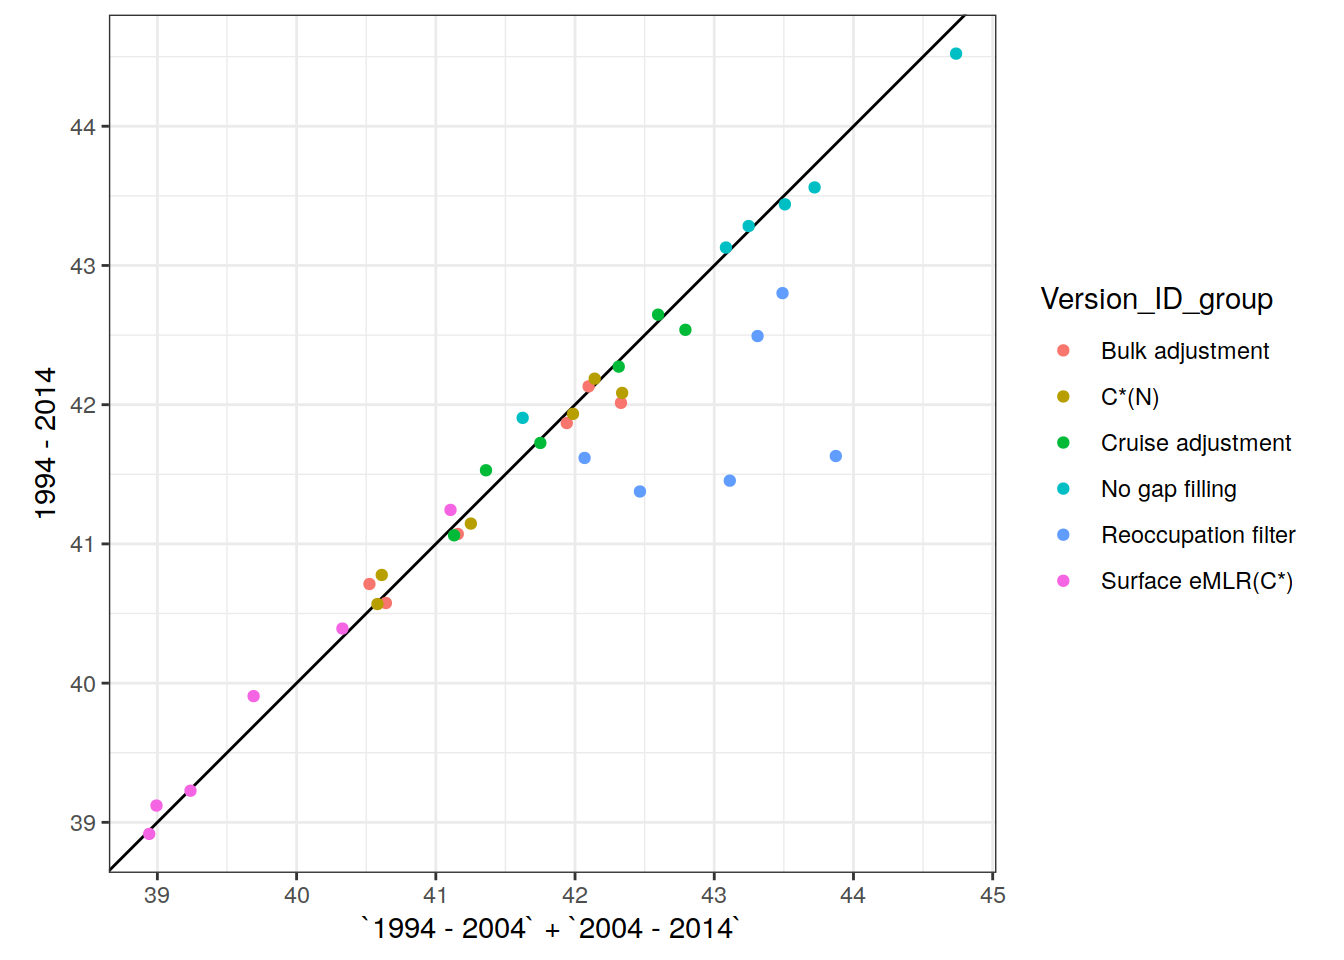 44
43
42
41
40
39
1994 - 2014
39 40 41 42 43 44 45
`1994 - 2004` + `2004 - 2014`
Version_ID_group
Bulk adjustment
C*(N)
Cruise adjustment
No gap filling
Reoccupation filter
Surface eMLR(C*)